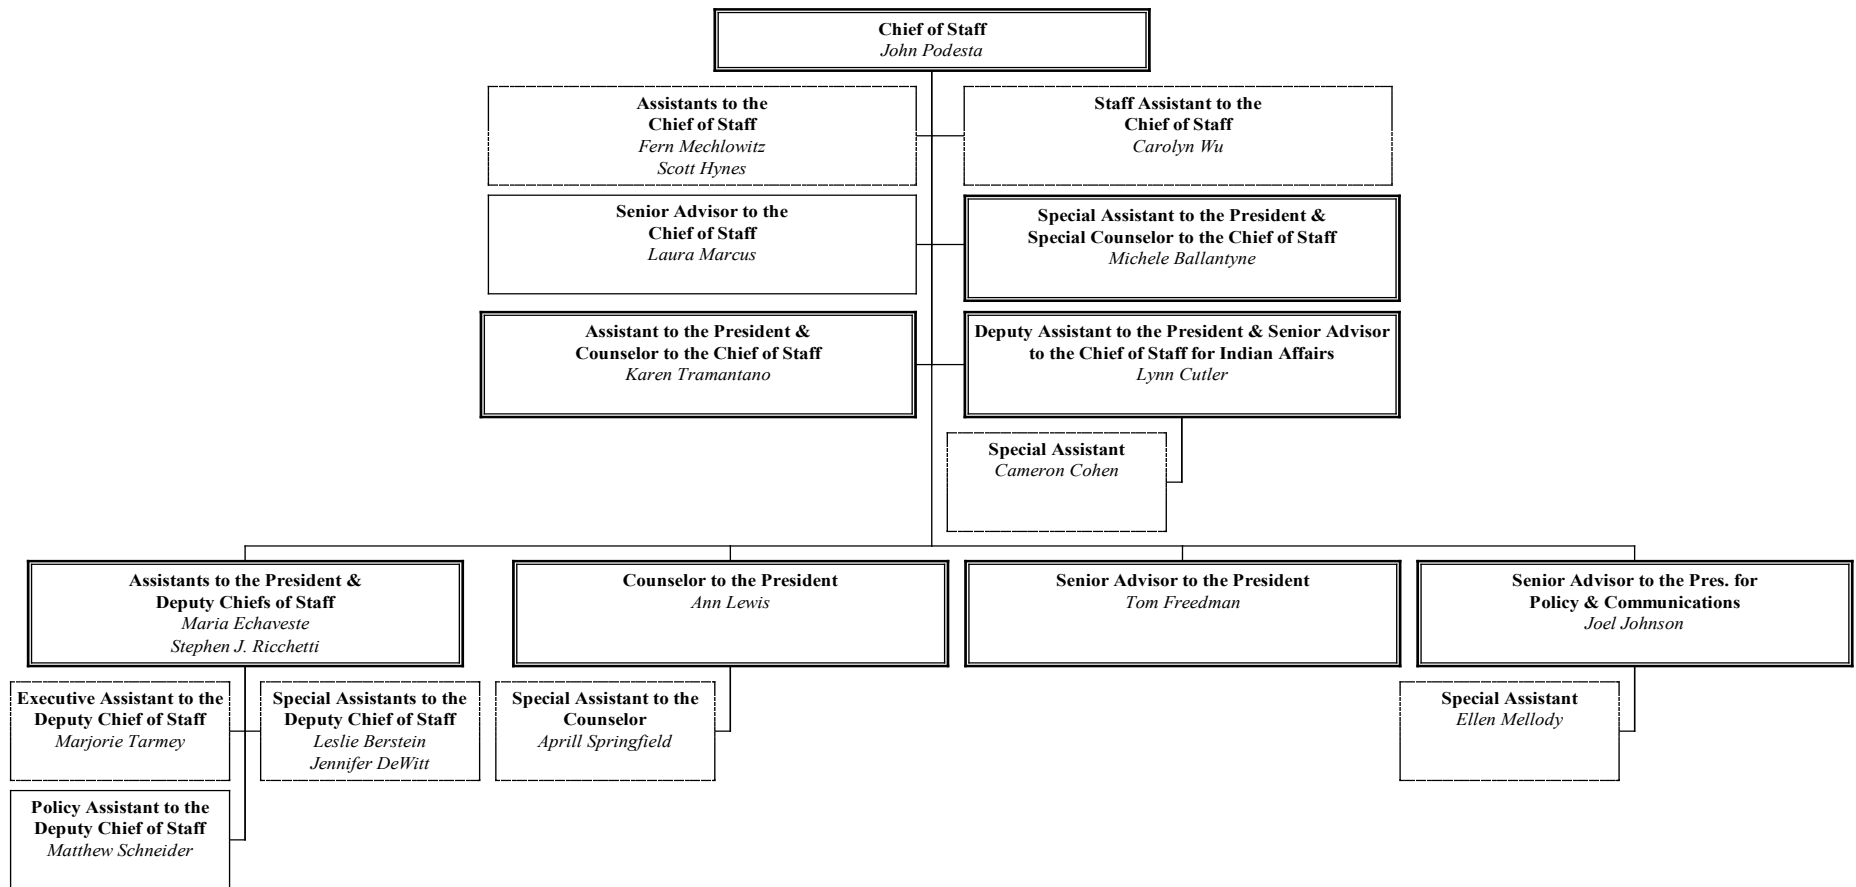 Chief of Staff
John Podesta
Assistants to the
Chief of Staff
Fern Mechlowitz
Scott Hynes
Staff Assistant to the
Chief of Staff
Carolyn Wu
Senior Advisor to the
Chief of Staff
Laura Marcus
Special Assistant to the President &
Special Counselor to the Chief of Staff
Michele Ballantyne
Assistant to the President &
Counselor to the Chief of Staff
Karen Tramantano
Deputy Assistant to the President & Senior Advisor
to the Chief of Staff for Indian Affairs
Lynn Cutler
Special Assistant
Cameron Cohen
Assistants to the President &
Deputy Chiefs of Staff
Maria Echaveste
Stephen J. Ricchetti
Counselor to the President
Ann Lewis
Senior Advisor to the President
Tom Freedman
Senior Advisor to the Pres. for
Policy & Communications
Joel Johnson
Executive Assistant to the
Deputy Chief of Staff
Marjorie Tarmey
Special Assistants to the
Deputy Chief of Staff
Leslie Berstein
Jennifer DeWitt
Special Assistant to the
Counselor
Aprill Springfield
Special Assistant
Ellen Mellody
Policy Assistant to the
Deputy Chief of Staff
Matthew Schneider